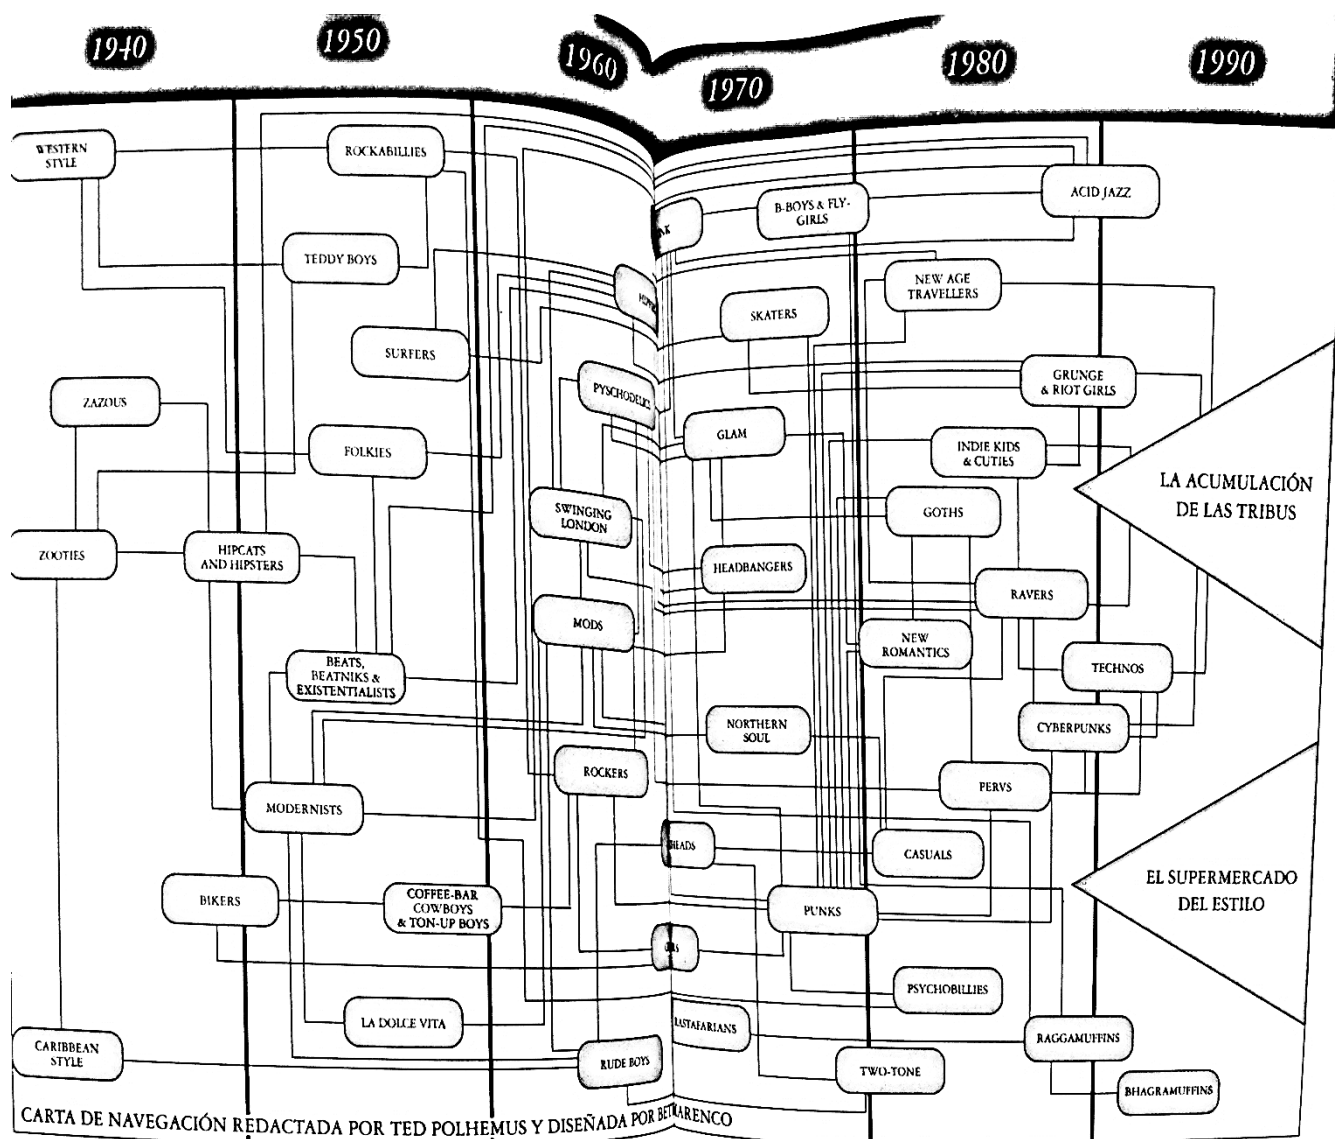 1940
1950
1960
1970
1980
1990
WESTERN
STYLE
ROCKABILLIES
ACID JAZZ
B-BOYS & FLY-
GIRLS
TEDDY BOYS
NEW AGE
TRAVELLERS
SKATERS
SURFERS
GRUNGE
& RIOT GIRLS
PYSCHODELICS
ZAZOUS
GLAM
FOLKIES
INDIE KIDS
& CUTIES
LA ACUMULACIÓN
DE LAS TRIBUS
SWINGING
LONDON
GOTHS
ZOOTIES
HIPCATS
AND HIPSTERS
HEADBANGERS
RAVERS
MODS
NEW
ROMANTICS
TECHNOS
BEATS,
BEATNIKS &
EXISTENTIALISTS
NORTHERN
SOUL
CYBERPUNKS
ROCKERS
PERVS
MODERNISTS
HEADS
CASUALS
EL SUPERMERCADO
DEL ESTILO
BIKERS
COFFEE-BAR
COWBOYS
& TON-UP BOYS
PUNKS
PSYCHOBILLIES
LA DOLCE VITA
RASTAFARIANS
RAGGAMUFFINS
CARIBBEAN
STYLE
RUDE BOYS
TWO-TONE
BHAGRAMUFFINS
CARTA DE NAVEGACIÓN REDACTADA POR TED POLHEMUS Y DISEÑADA POR